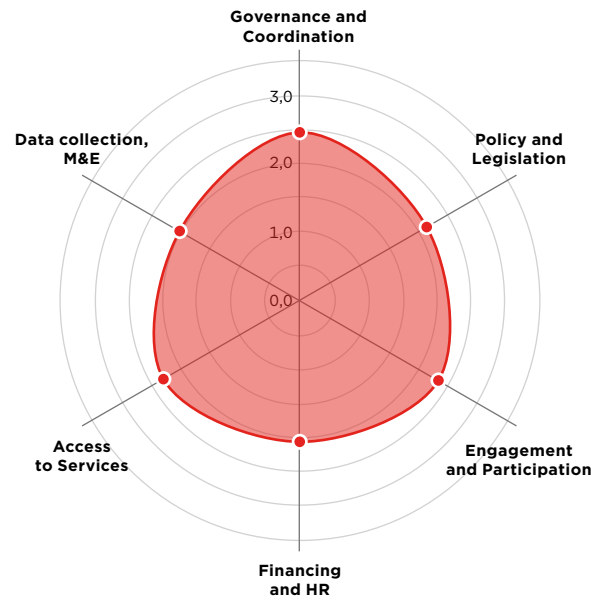 Governance and
Coordination
3,0
Data collection,
M&E
Policy and
Legislation
2,0
1,0
0,0
Access
to Services
Engagement
and Participation
Financing
and HR